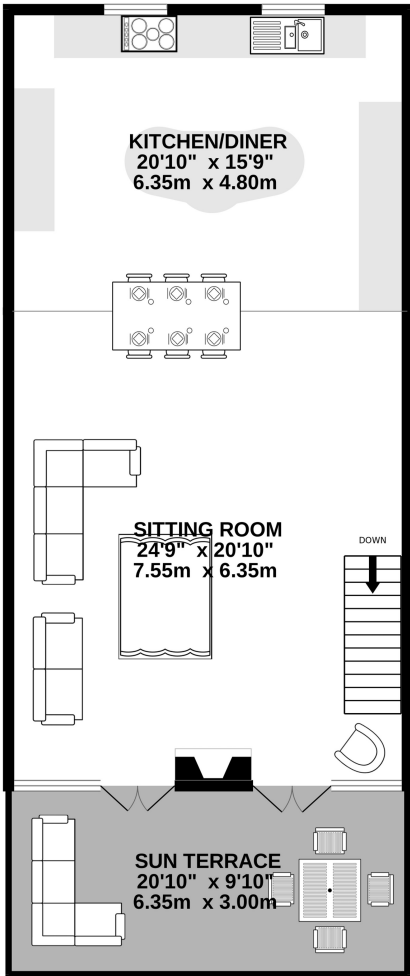 KITCHEN/DINER
20'10" x 15'9"
6.35m x 4.80m
SITTING ROOM
24'9" x 20'10"
7.55m x 6.35m
DOWN
SUN TERRACE
20'10" x 9'10"
6.35m x 3.00m